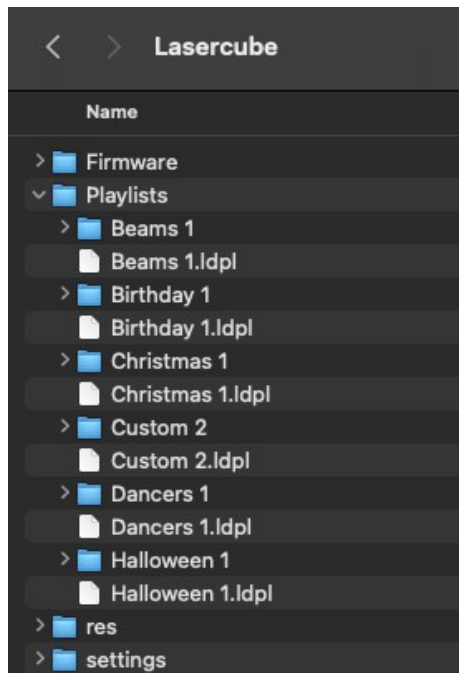 Lasercube
Name
Firmware
Playlists
Beams 1
Beams 1.ldpl
Birthday 1
Birthday 1.ldpl
Christmas 1
Christmas 1.ldpl
Custom 2
Custom 2.ldpl
Dancers 1
Dancers 1.ldpl
Halloween 1
Halloween 1.ldpl
res
settings